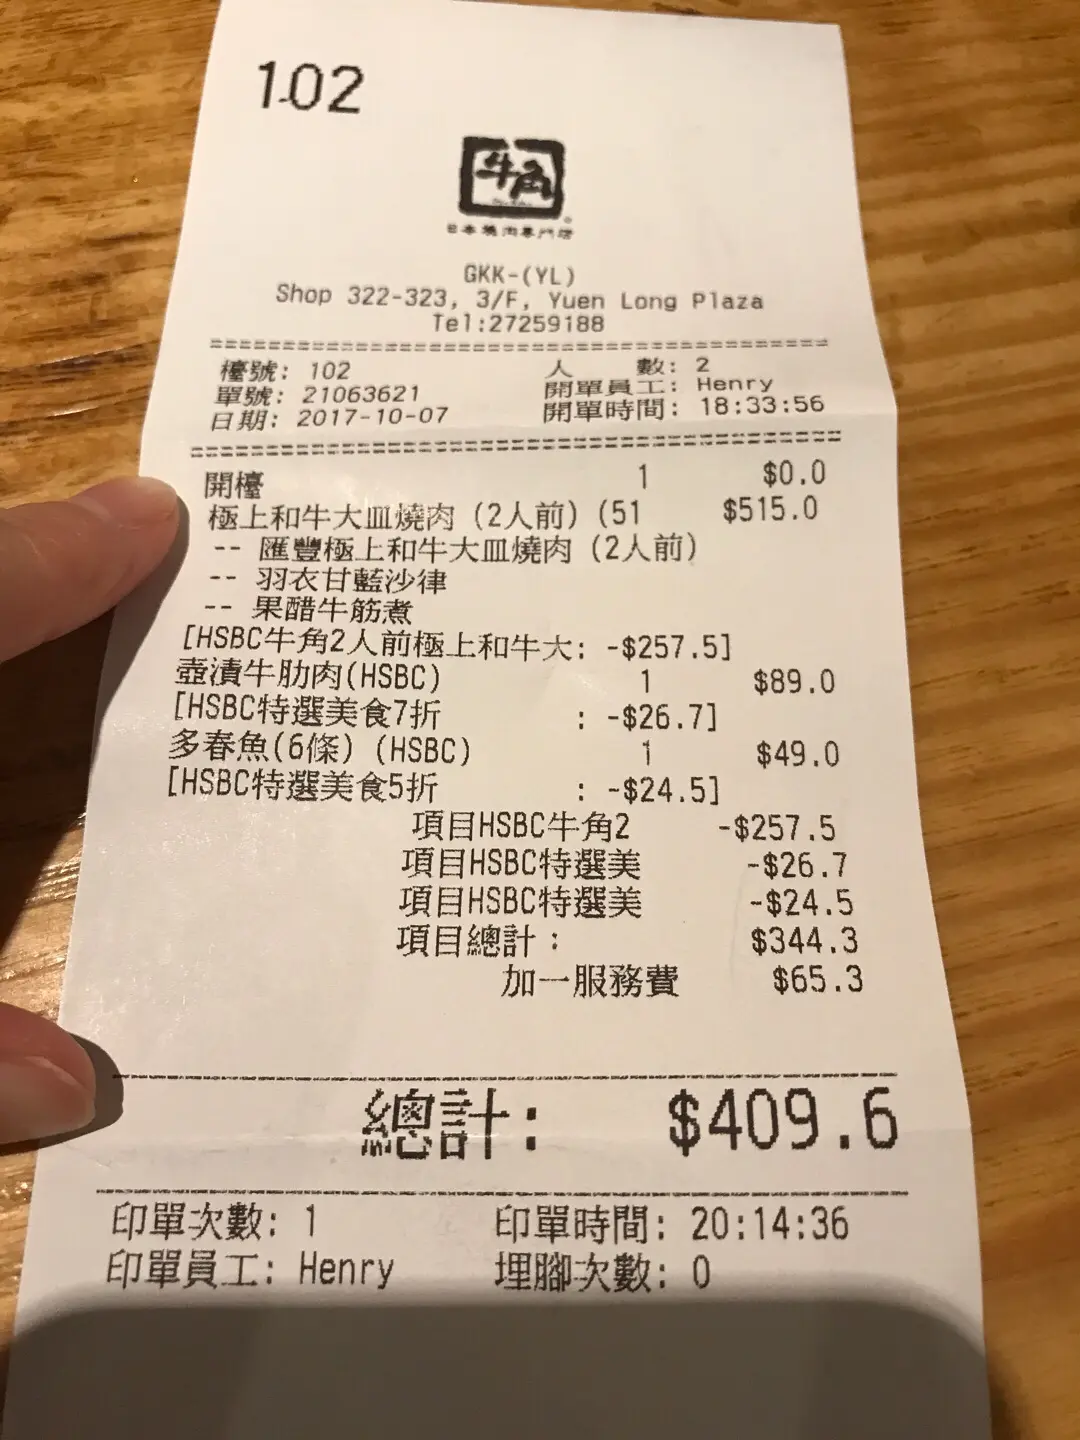 102
牛角
日本燒肉專門店
GKK-(YL)
Shop 322-323, 3/F, Yuen Long Plaza
Tel:27259188
檯號: 102 人 數: 2
單號: 21063621 開單員工: Henry
日期: 2017-10-07 開單時間: 18:33:56
開檯 1 $0.0
極上和牛大皿燒肉 (2人前) (51 $515.0
-- 匯豐極上和牛大皿燒肉 (2人前)
-- 羽衣甘藍沙律
-- 果醋牛筋煮
[HSBC牛角2人前極上和牛大: -$257.5]
壺漬牛肋肉(HSBC) 1 $89.0
[HSBC特選美食7折 : -$26.7]
多春魚(6條) (HSBC) 1 $49.0
[HSBC特選美食5折 : -$24.5]
項目HSBC牛角2 -$257.5
項目HSBC特選美 -$26.7
項目HSBC特選美 -$24.5
項目總計: $344.3
加一服務費 $65.3
總計: $409.6
印單次數: 1 印單時間: 20:14:36
印單員工: Henry 埋腳次數: 0